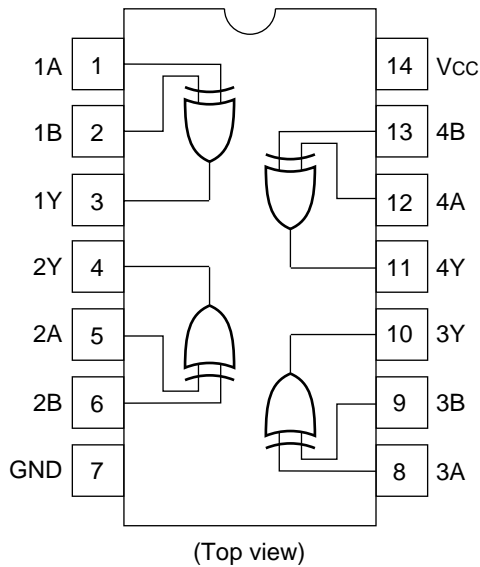 1A 1 14 VCC
1B 2 13 4B
1Y 3 12 4A
2Y 4 11 4Y
2A 5 10 3Y
2B 6 9 3B
GND 7 8 3A
(Top view)